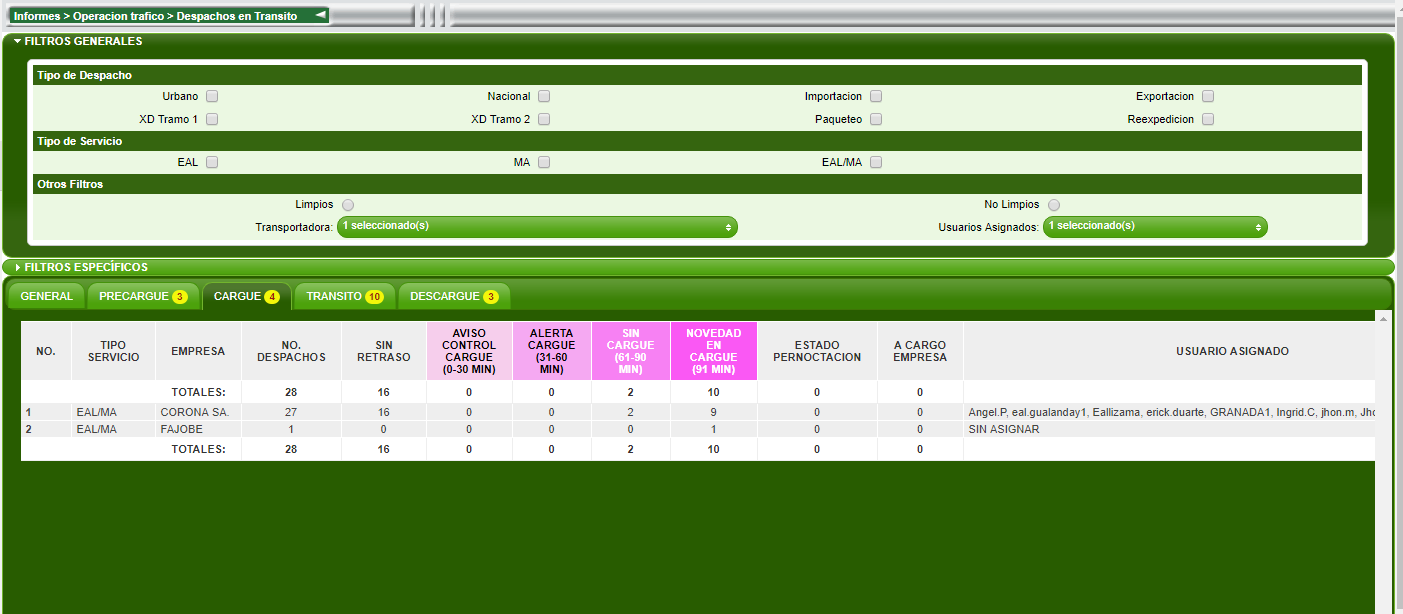 Informes > Operacion trafico > Despachos en Transito
FILTROS GENERALES
Tipo de Despacho
Urbano Nacional Importacion Exportacion
XD Tramo 1 XD Tramo 2 Paqueteo Reexpedicion
Tipo de Servicio
EAL MA EAL/MA
Otros Filtros
Limpios No Limpios
Transportadora: 1 seleccionado(s) Usuarios Asignados: 1 seleccionado(s)
FILTROS ESPECÍFICOS
GENERAL PRECARGUE 3 CARGUE 4 TRANSITO 10 DESCARGUE 3
NO. TIPO SERVICIO EMPRESA NO. DESPACHOS SIN RETRASO AVISO CONTROL CARGUE (0-30 MIN) ALERTA CARGUE (31-60 MIN) SIN CARGUE (61-90 MIN) NOVEDAD EN CARGUE (91 MIN) ESTADO PERNOCTACION A CARGO EMPRESA USUARIO ASIGNADO
TOTALES: 28 16 0 0 2 10 0 0
1 EAL/MA CORONA SA. 27 16 0 0 2 9 0 0 Angel.P, eal.gualanday1, Eallizama, erick.duarte, GRANADA1, Ingrid.C, jhon.m, Jho
2 EAL/MA FAJOBE 1 0 0 0 0 1 0 0 SIN ASIGNAR
TOTALES: 28 16 0 0 2 10 0 0